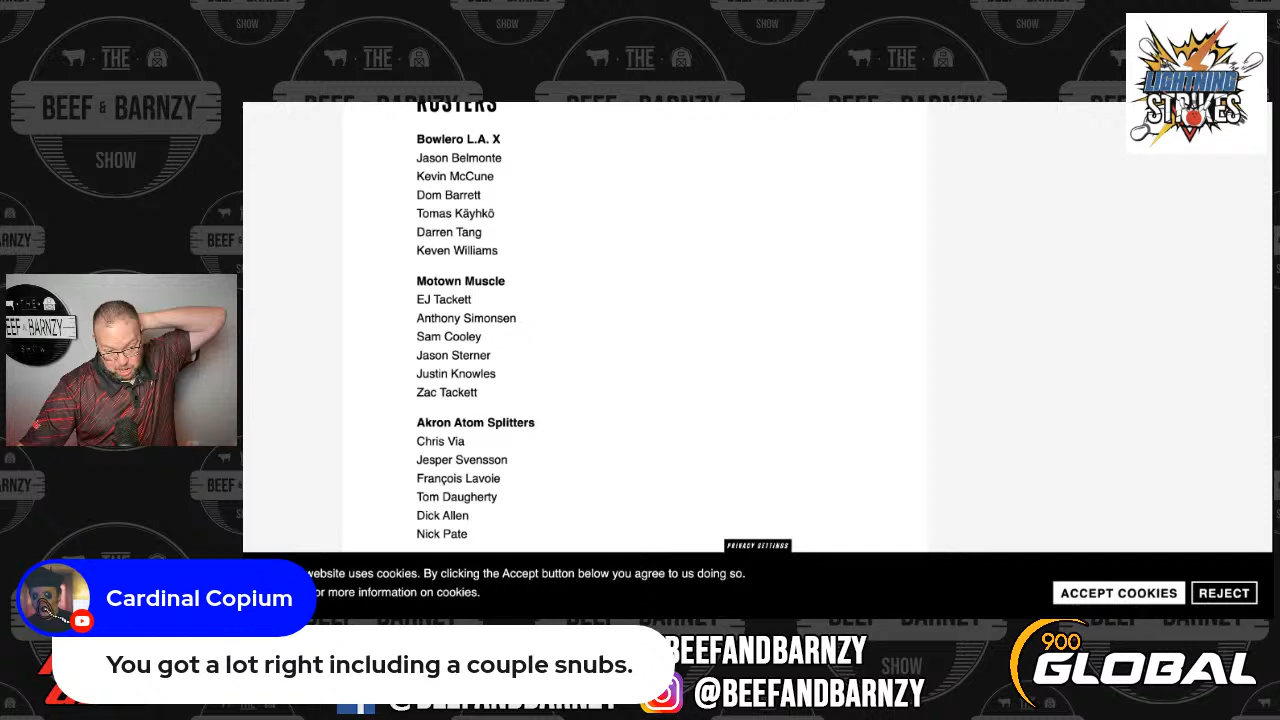 THE
BEEF & BARNZY
SHOW
LIGHTNING
STRIKES
ROSTERS
Bowlero L.A. X
Jason Belmonte
Kevin McCune
Dom Barrett
Tomas Käyhkö
Darren Tang
Keven Williams
Motown Muscle
EJ Tackett
Anthony Simonsen
Sam Cooley
Jason Sterner
Justin Knowles
Zac Tackett
Akron Atom Splitters
Chris Via
Jesper Svensson
François Lavoie
Tom Daugherty
Dick Allen
Nick Pate
PRIVACY SETTINGS
website uses cookies. By clicking the Accept button below you agree to us doing so.
or more information on cookies.
ACCEPT COOKIES
REJECT
Cardinal Copium
You got a lot right including a couple snubs.
BEEFANDBARNZY
@BEEFANDBARNZY
@BEEFANDBARNZY
900
GLOBAL